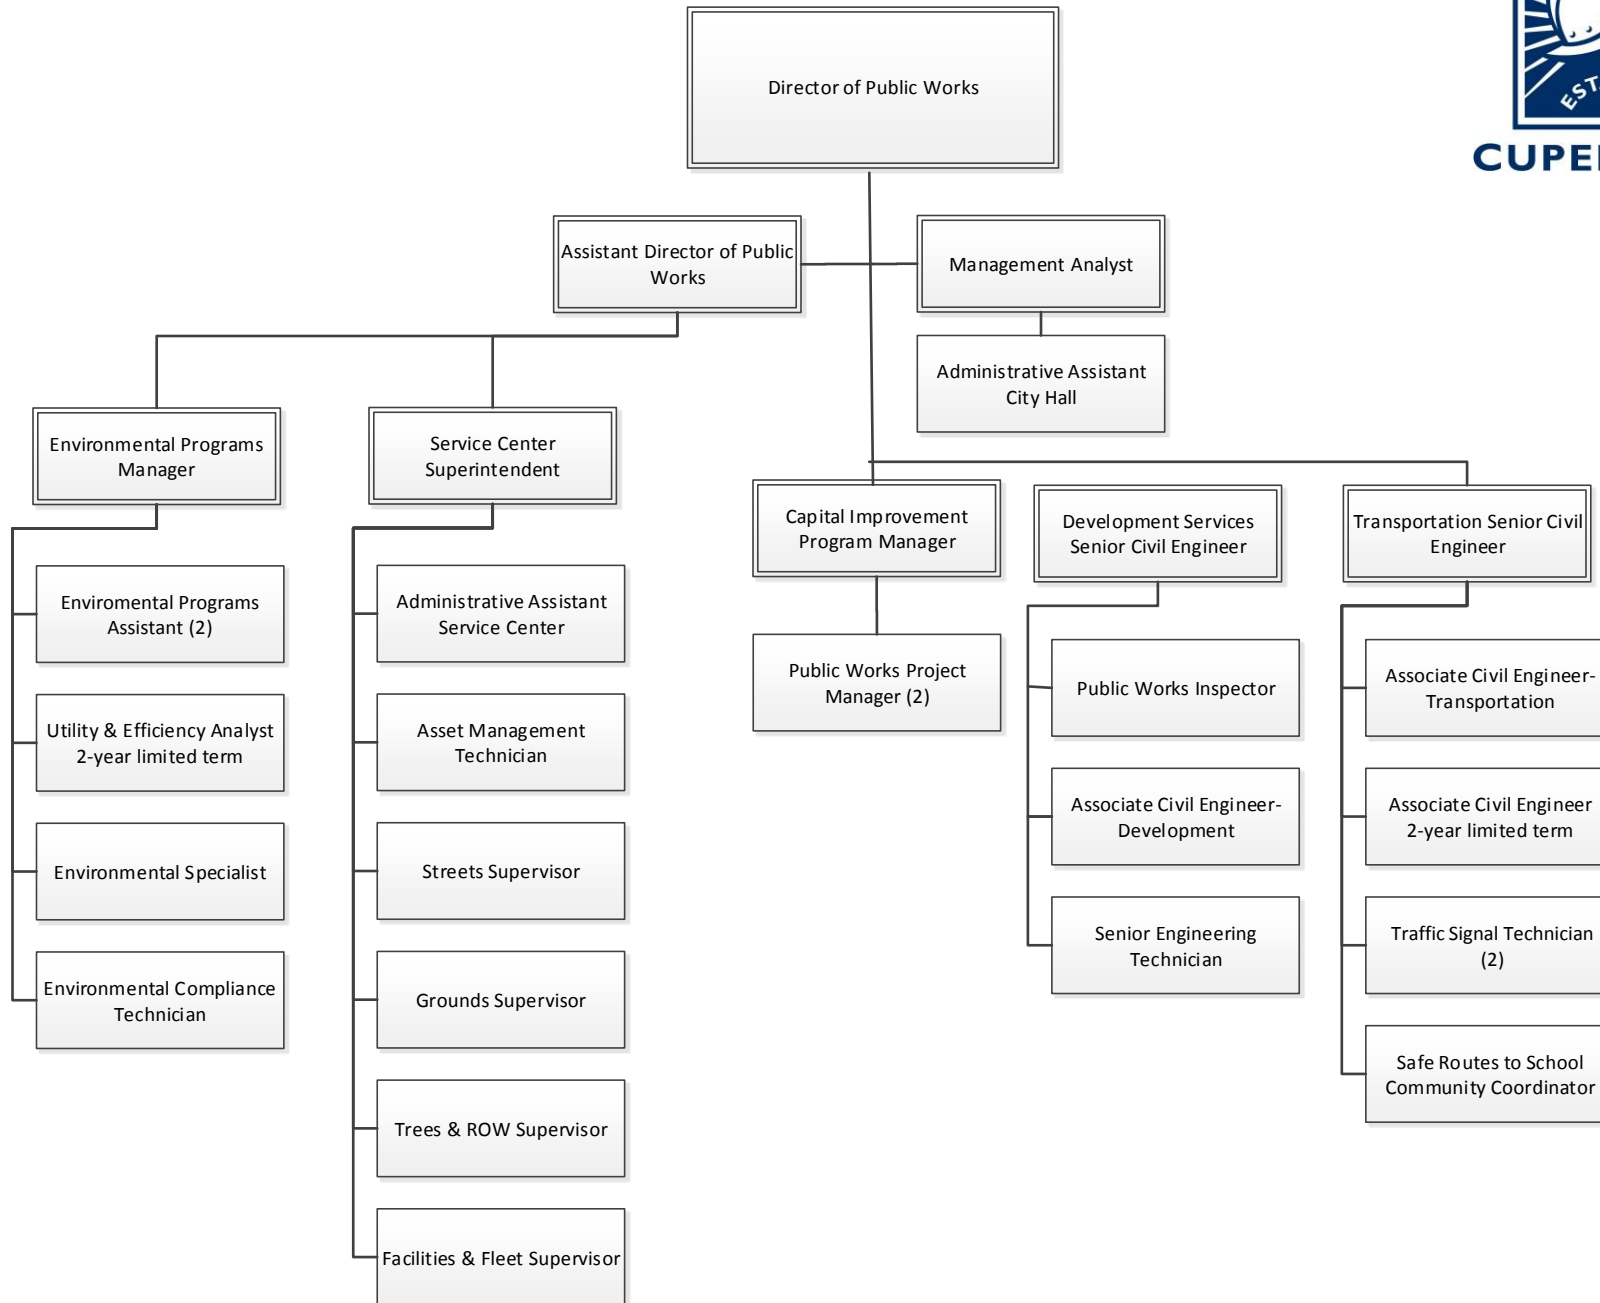 Director of Public Works
EST.
CUPE
Assistant Director of Public
Works
Management Analyst
Administrative Assistant
City Hall
Environmental Programs
Manager
Service Center
Superintendent
Capital Improvement
Program Manager
Development Services
Senior Civil Engineer
Transportation Senior Civil
Engineer
Enviromental Programs
Assistant (2)
Utility & Efficiency Analyst
2-year limited term
Environmental Specialist
Environmental Compliance
Technician
Administrative Assistant
Service Center
Asset Management
Technician
Streets Supervisor
Grounds Supervisor
Trees & ROW Supervisor
Facilities & Fleet Supervisor
Public Works Project
Manager (2)
Public Works Inspector
Associate Civil Engineer-
Development
Senior Engineering
Technician
Associate Civil Engineer-
Transportation
Associate Civil Engineer
2-year limited term
Traffic Signal Technician
(2)
Safe Routes to School
Community Coordinator